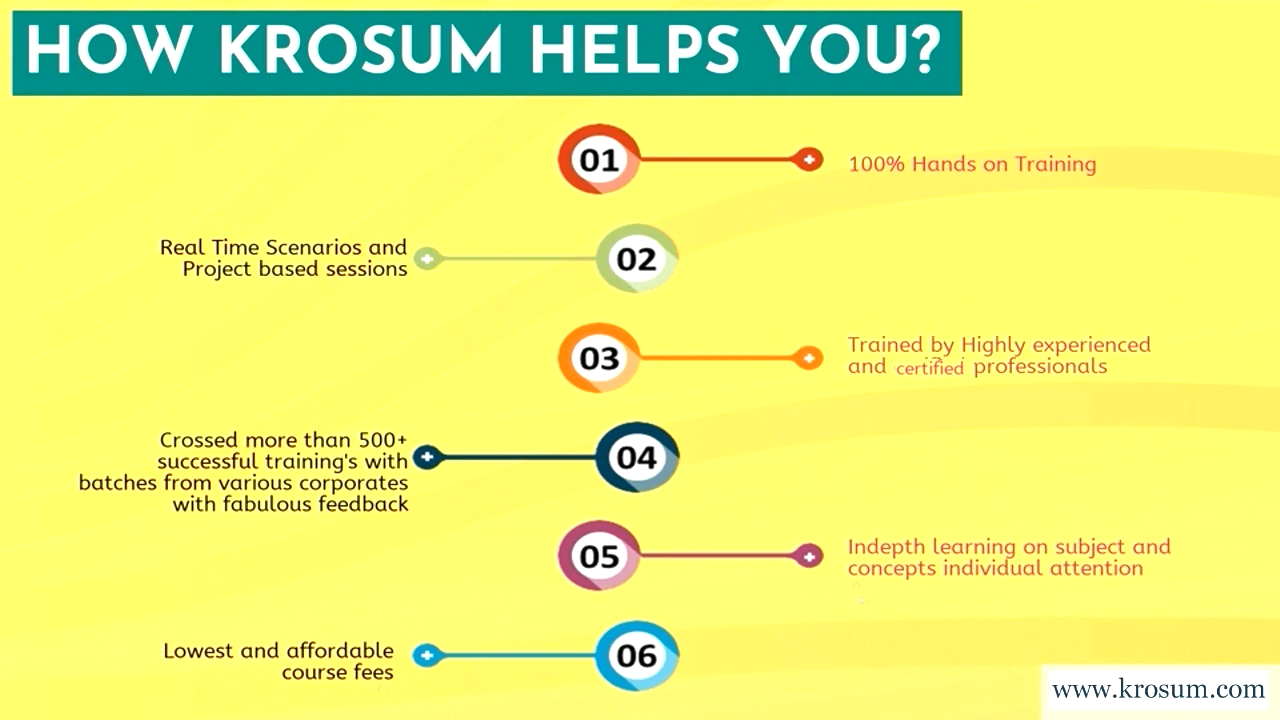 HOW KROSUM HELPS YOU?
01
100% Hands on Training
Real Time Scenarios and
Project based sessions
02
03
Trained by Highly experienced
and certified professionals
Crossed more than 500+
successful training's with
batches from various corporates
with fabulous feedback
04
05
Indepth learning on subject and
concepts individual attention
Lowest and affordable
course fees
06
www.krosum.com